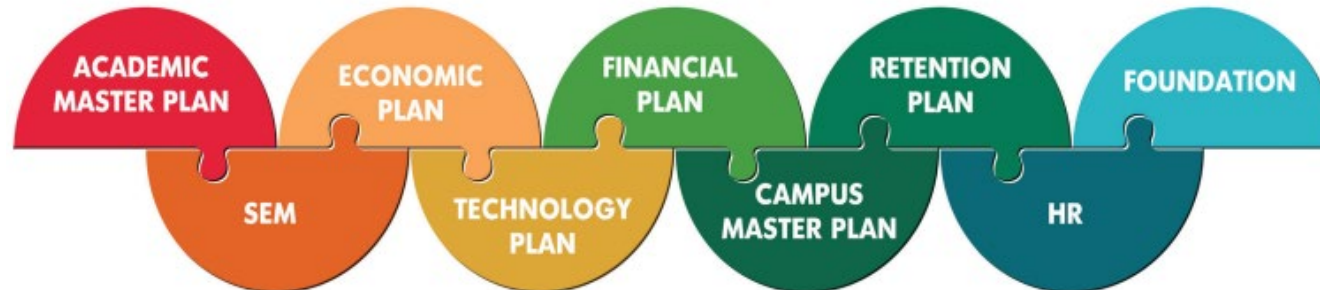 ACADEMIC
MASTER PLAN
ECONOMIC
PLAN
FINANCIAL
PLAN
RETENTION
PLAN
FOUNDATION
SEM
TECHNOLOGY
PLAN
CAMPUS
MASTER PLAN
HR